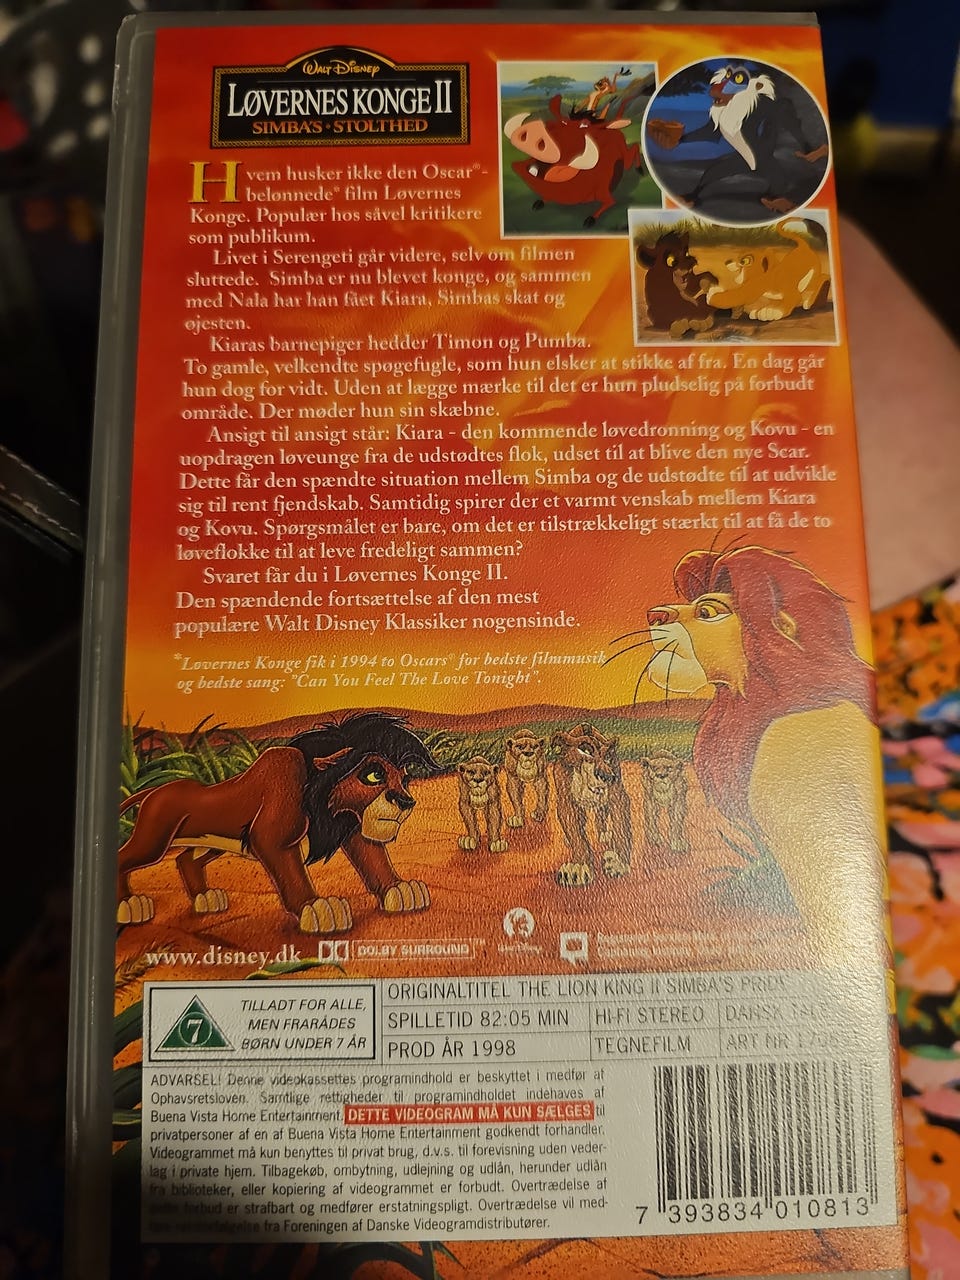 WALT DISNEY
LØVERNES KONGE II
SIMBA'S • STOLTHED
Hvem husker ikke den Oscar®-
belønnede* film Løvernes
Konge. Populær hos såvel kritikere
som publikum.
Livet i Serengeti går videre, selv om filmen
sluttede. Simba er nu blevet konge, og sammen
med Nala har han fået Kiara, Simbas skat og
øjesten.
Kiaras barnepiger hedder Timon og Pumba.
To gamle, velkendte spøgefugle, som hun elsker at stikke af fra. En dag går
hun dog for vidt. Uden at lægge mærke til det er hun pludselig på forbudt
område. Der møder hun sin skæbne.
Ansigt til ansigt står: Kiara - den kommende løvedronning og Kovu - en
uopdragen løveunge fra de udstødtes flok, udset til at blive den nye Scar.
Dette får den spændte situation mellem Simba og de udstødte til at udvikle
sig til rent fjendskab. Samtidig spirer der et varmt venskab mellem Kiara
og Kovu. Spørgsmålet er bare, om det er tilstrækkeligt stærkt til at få de to
løveflokke til at leve fredeligt sammen?
Svaret får du i Løvernes Konge II.
Den spændende fortsættelse af den mest
populære Walt Disney Klassiker nogensinde.
*Løvernes Konge fik i 1994 to Oscars® for bedste filmmusik
og bedste sang: "Can You Feel The Love Tonight".
www.disney.dk DOLBY SURROUND
7
TILLADT FOR ALLE,
MEN FRARÅDES
BØRN UNDER 7 ÅR
ORIGINALTITEL THE LION KING II SIMBA'S PRIDE
SPILLETID 82:05 MIN HI-FI STEREO DANSK TALE
PROD ÅR 1998 TEGNEFILM ART NR
ADVARSEL! Denne videokassettes programindhold er beskyttet i medfør af
Ophavsretsloven. Samtlige rettigheder til programindholdet indehaves af
Buena Vista Home Entertainment. DETTE VIDEOGRAM MÅ KUN SÆLGES til
privatpersoner af en af Buena Vista Home Entertainment godkendt forhandler.
Videogrammet må kun benyttes til privat brug, d.v.s. til forevisning uden veder-
lag i private hjem. Tilbagekøb, ombytning, udlejning og udlån, herunder udlån
fra biblioteker, eller kopiering af videogrammet er forbudt. Overtrædelse af
dette forbud er strafbart og medfører erstatningspligt. Overtrædelse vil med-
føre retsforfølgelse fra Foreningen af Danske Videogramdistributører.
7 393834 010813